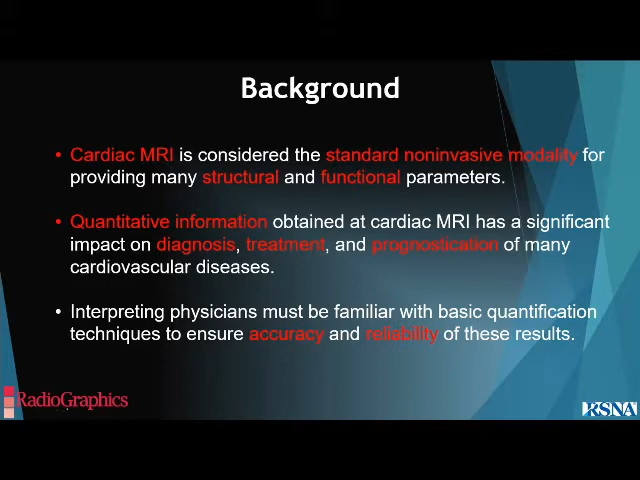 Background
• Cardiac MRI is considered the standard noninvasive modality for
providing many structural and functional parameters.
• Quantitative information obtained at cardiac MRI has a significant
impact on diagnosis, treatment, and prognostication of many
cardiovascular diseases.
• Interpreting physicians must be familiar with basic quantification
techniques to ensure accuracy and reliability of these results.
RadioGraphics
RSNA